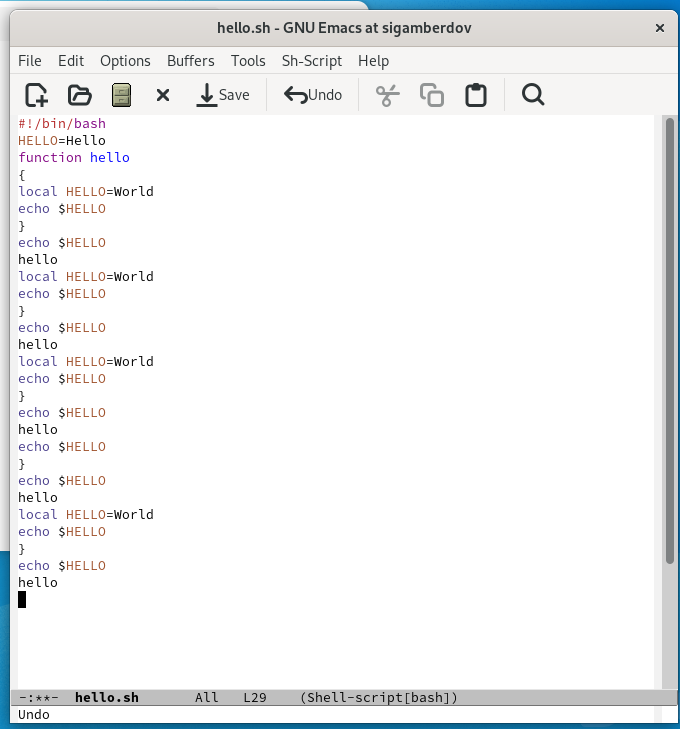 hello.sh - GNU Emacs at sigamberdov
File Edit Options Buffers Tools Sh-Script Help
Save Undo
#!/bin/bash
HELLO=Hello
function hello
{
local HELLO=World
echo $HELLO
}
echo $HELLO
hello
local HELLO=World
echo $HELLO
}
echo $HELLO
hello
local HELLO=World
echo $HELLO
}
echo $HELLO
hello
echo $HELLO
}
echo $HELLO
hello
local HELLO=World
echo $HELLO
}
echo $HELLO
hello
-:**- hello.sh All L29 (Shell-script[bash])
Undo